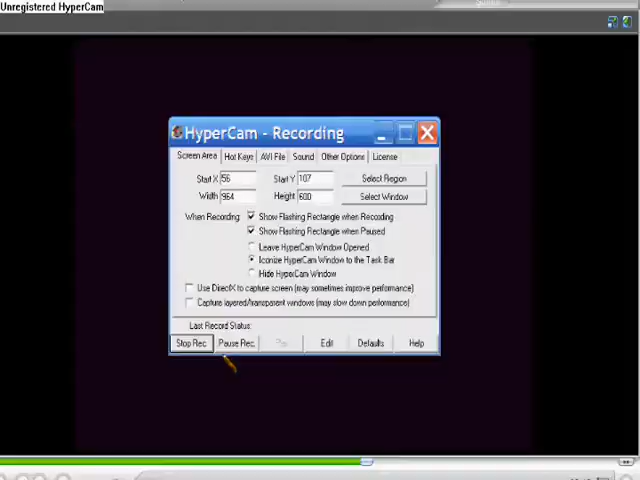 Unregistered HyperCam
HyperCam - Recording
Screen Area Hot Keys AVI File Sound Other Options License
Start X 56 Start Y 107 Select Region
Width 964 Height 600 Select Window
When Recording: Show Flashing Rectangle when Recording
Show Flashing Rectangle when Paused
Leave HyperCam Window Opened
Iconize HyperCam Window to the Task Bar
Hide HyperCam Window
Use DirectX to capture screen (may sometimes improve performance)
Capture layered/transparent windows (may slow down performance)
Last Record Status:
Stop Rec. Pause Rec. Edit Defaults Help